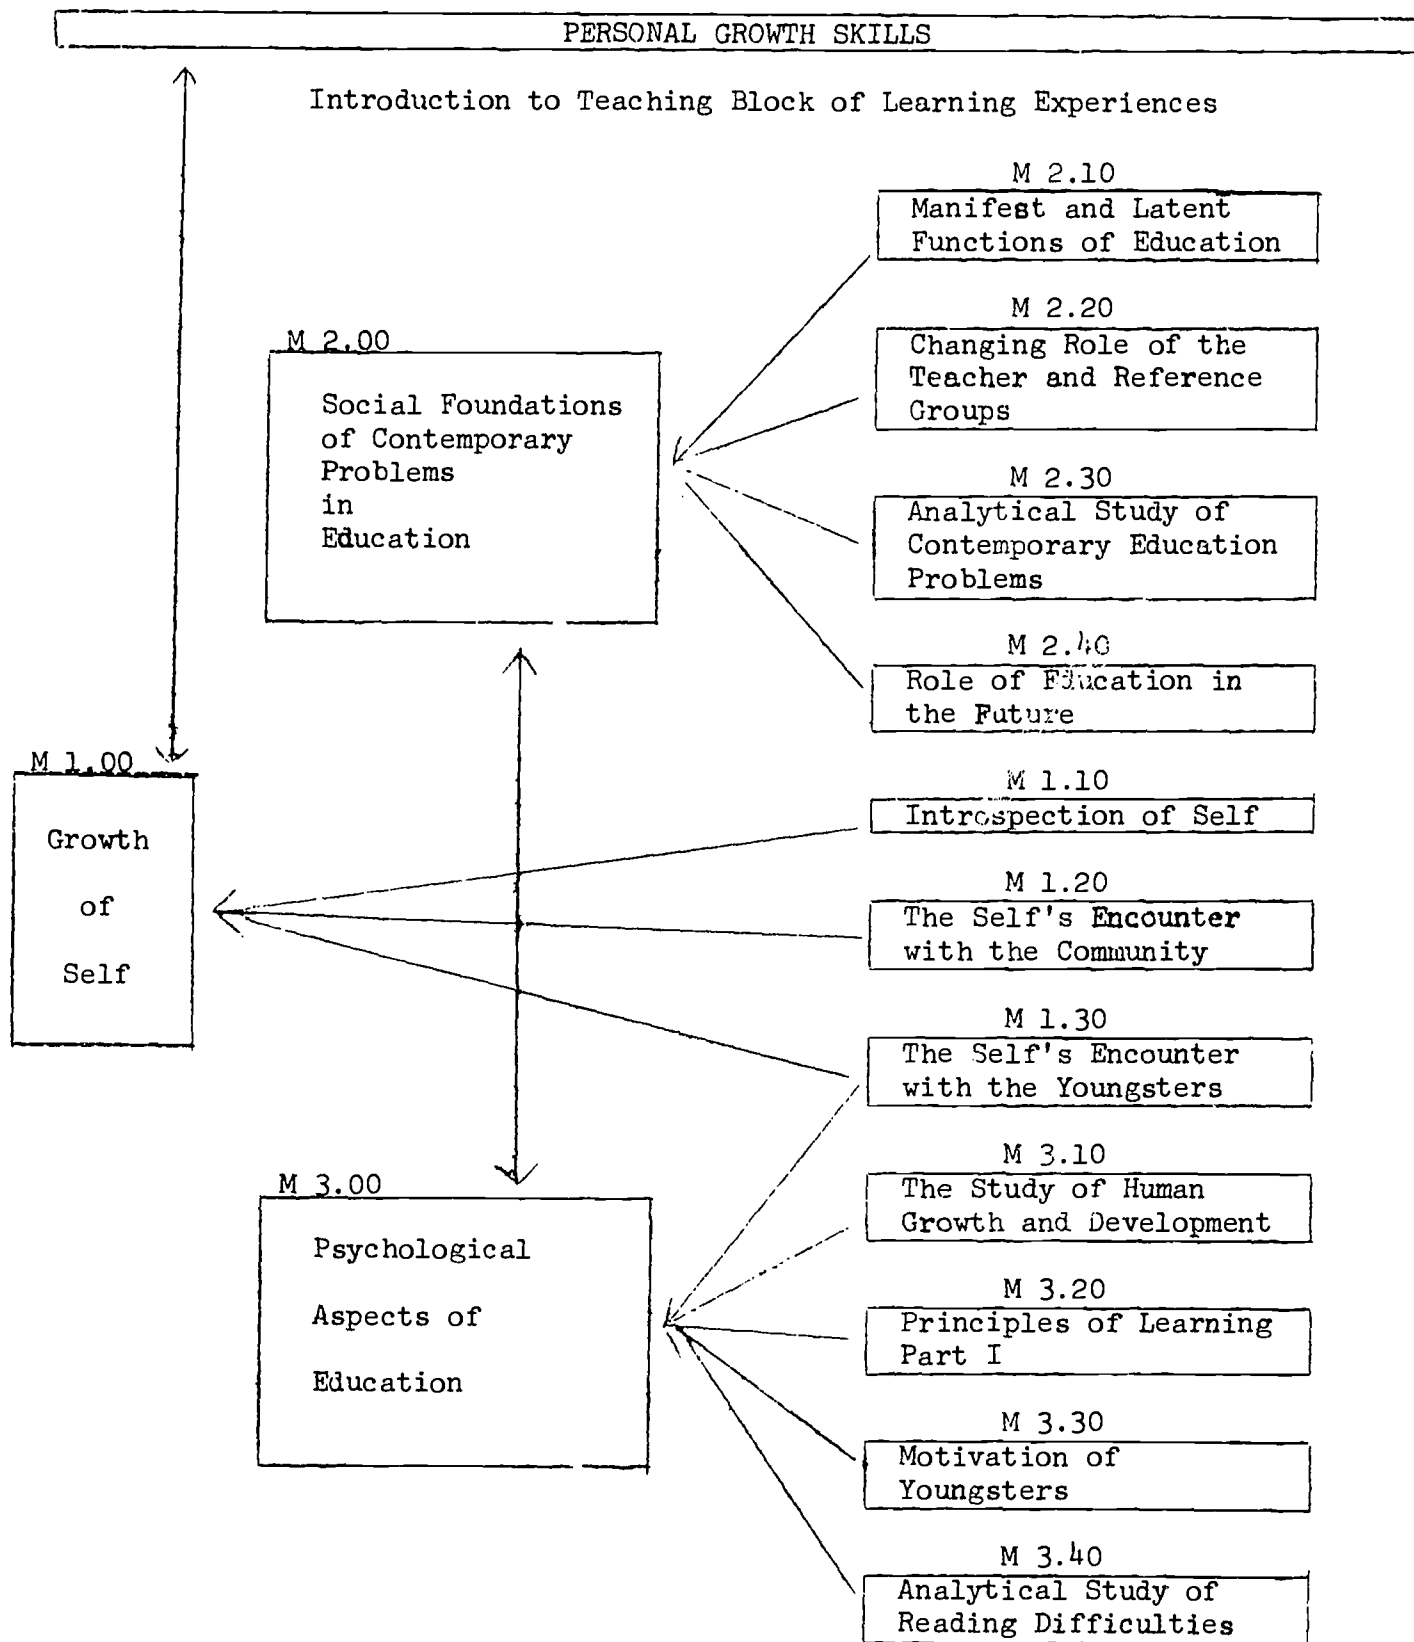 PERSONAL GROWTH SKILLS
Introduction to Teaching Block of Learning Experiences
M 2.10
Manifest and Latent
Functions of Education
M 2.20
Changing Role of the
Teacher and Reference
Groups
M 2.00
Social Foundations
of Contemporary
Problems
in
Education
M 2.30
Analytical Study of
Contemporary Education
Problems
M 2.40
Role of Education in
the Future
M 1.00
Growth
of
Self
M 1.10
Introspection of Self
M 1.20
The Self's Encounter
with the Community
M 1.30
The Self's Encounter
with the Youngsters
M 3.00
Psychological
Aspects of
Education
M 3.10
The Study of Human
Growth and Development
M 3.20
Principles of Learning
Part I
M 3.30
Motivation of
Youngsters
M 3.40
Analytical Study of
Reading Difficulties